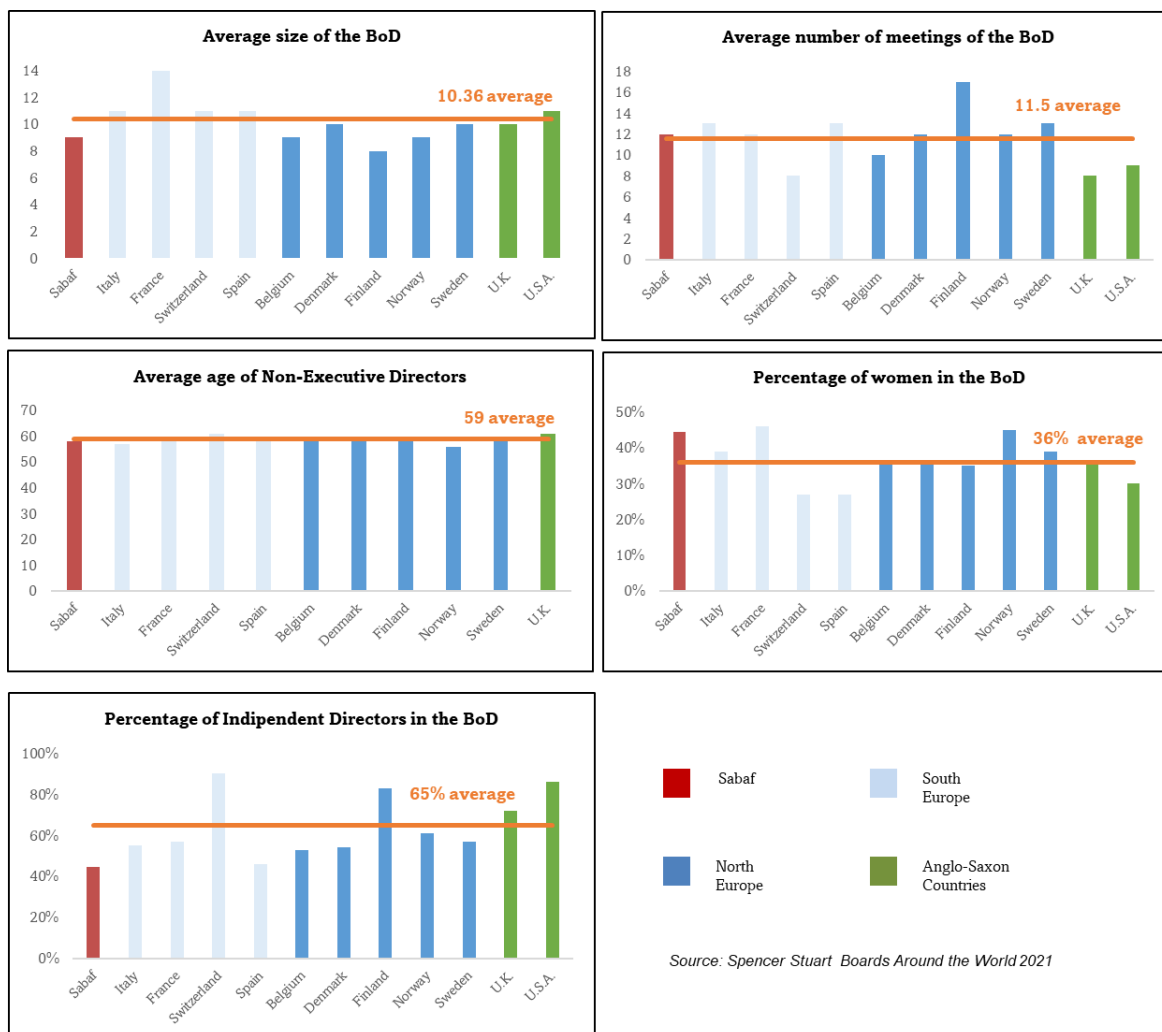 Average size of the BoD
14
12
10
8
6
4
2
0
10.36 average
Sabaf
Italy
France
Switzerland
Spain
Belgium
Denmark
Finland
Norway
Sweden
U.K.
U.S.A.
Average number of meetings of the BoD
18
16
14
12
10
8
6
4
2
0
11.5 average
Sabaf
Italy
France
Switzerland
Spain
Belgium
Denmark
Finland
Norway
Sweden
U.K.
U.S.A.
Average age of Non-Executive Directors
70
60
50
40
30
20
10
0
59 average
Sabaf
Italy
France
Switzerland
Spain
Belgium
Denmark
Finland
Norway
Sweden
U.K.
Percentage of women in the BoD
50%
40%
30%
20%
10%
0%
36% average
Sabaf
Italy
France
Switzerland
Spain
Belgium
Denmark
Finland
Norway
Sweden
U.K.
U.S.A.
Percentage of Indipendent Directors in the BoD
100%
80%
60%
40%
20%
0%
65% average
Sabaf
Italy
France
Switzerland
Spain
Belgium
Denmark
Finland
Norway
Sweden
U.K.
U.S.A.
Sabaf
South
Europe
North
Europe
Anglo-Saxon
Countries
Source: Spencer Stuart Boards Around the World 2021